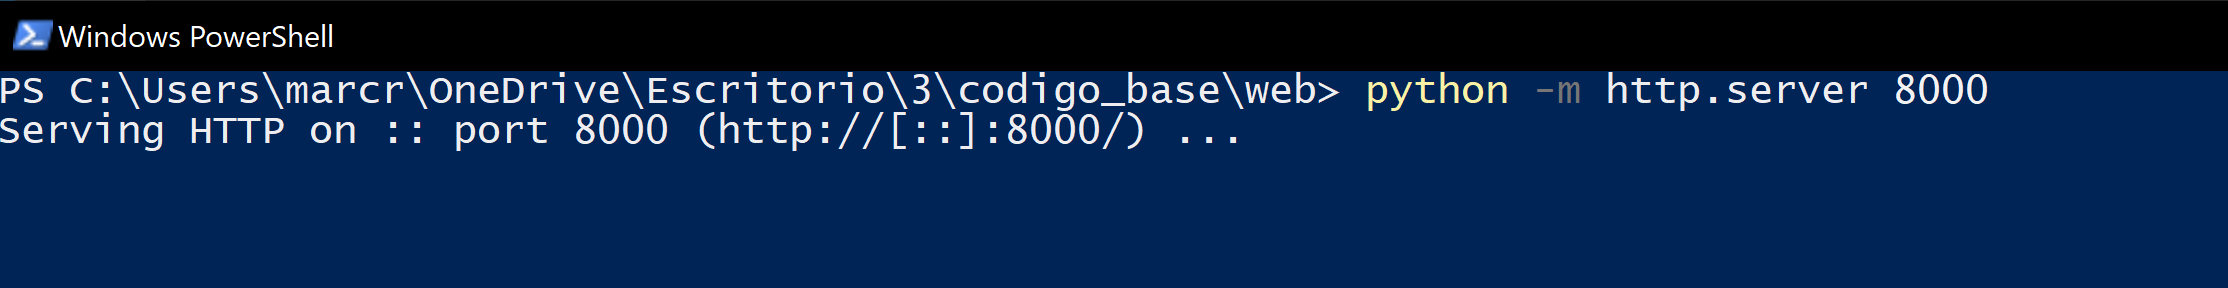 Windows PowerShell
PS C:\Users\marcr\OneDrive\Escritorio\3\codigo_base\web> python -m http.server 8000
Serving HTTP on :: port 8000 (http://[::]:8000/) ...